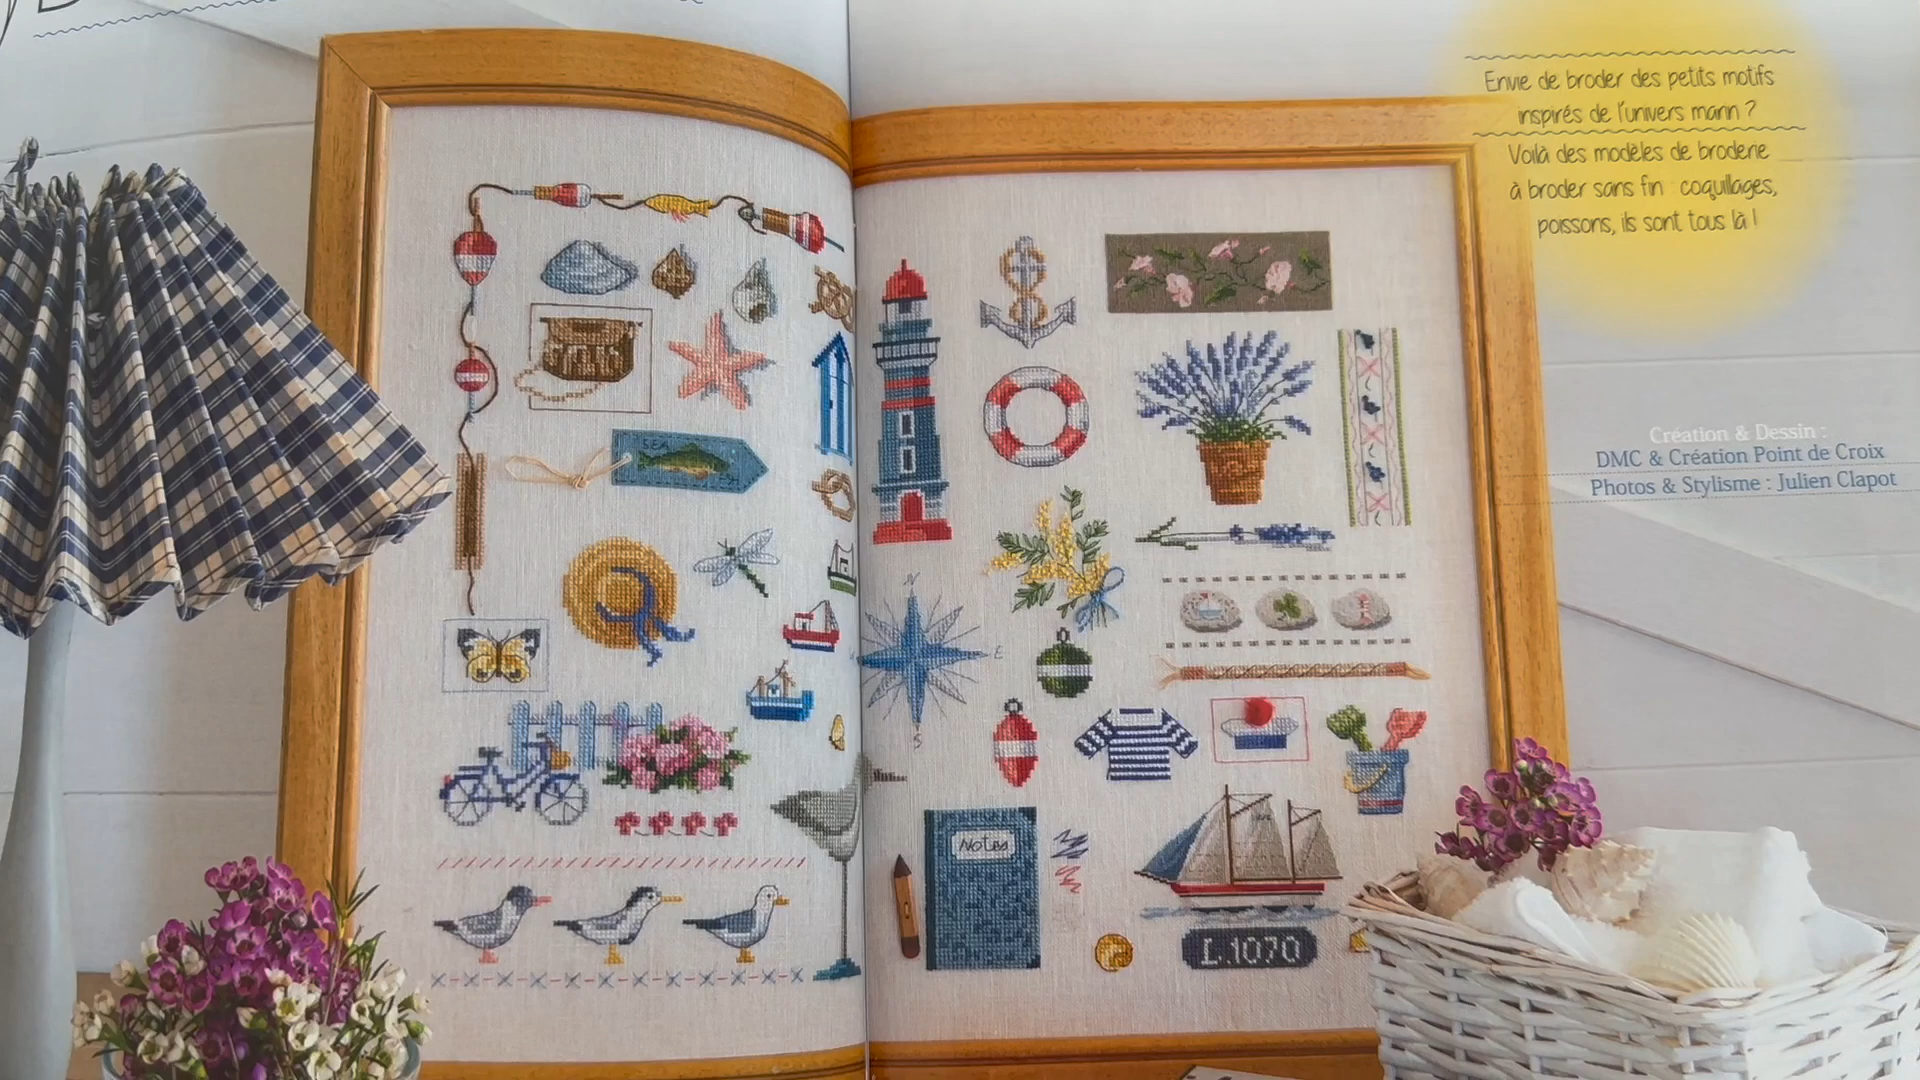 Envie de broder des petits motifs
inspirés de l'univers marin ?
Voilà des modèles de broderie
à broder sans fin : coquillages,
poissons, ils sont tous là !
Création & Dessin :
DMC & Création Point de Croix
Photos & Stylisme : Julien Clapot
SEA
N
E
S
Notes
L.1070